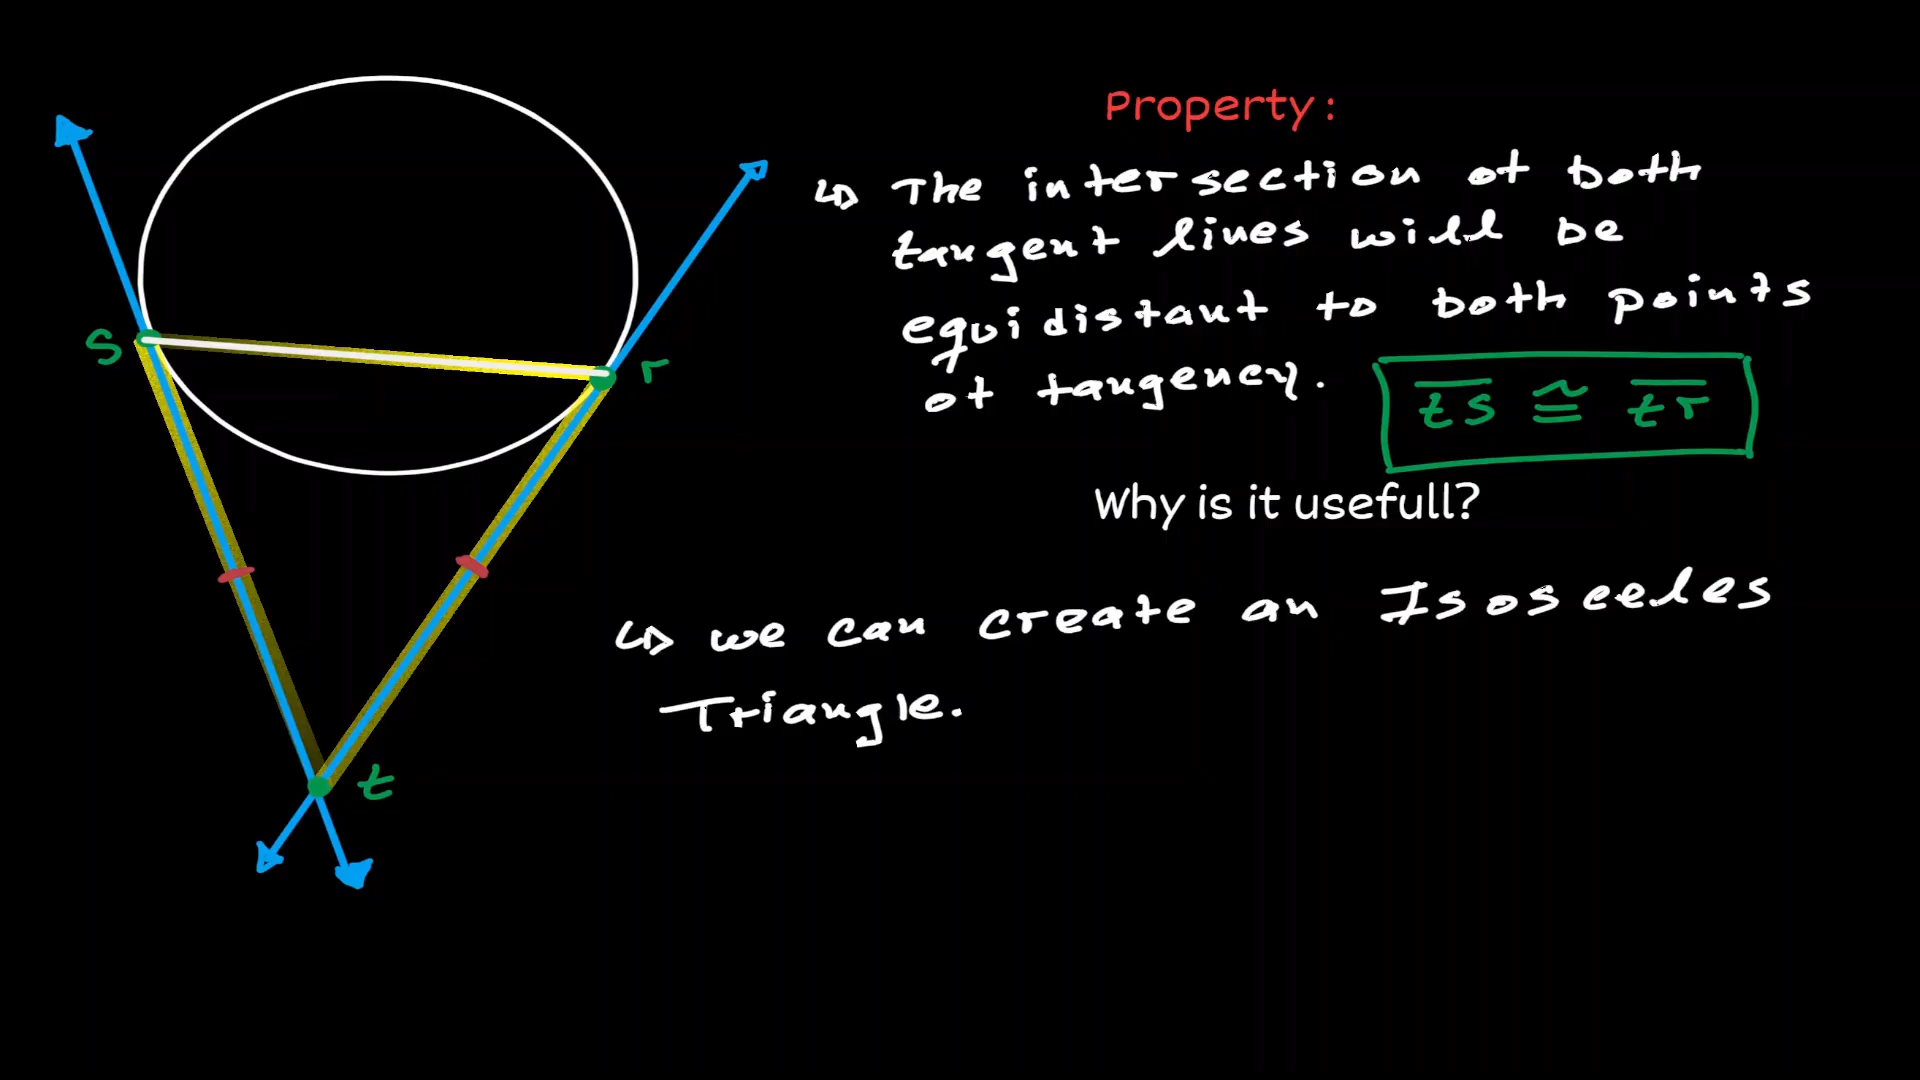 Property:
↳ The intersection of both
tangent lines will be
equidistant to both points
of tangency.
ts ≅ tr
s
r
Why is it usefull?
↳ we can create an Isosceeles
Triangle.
t